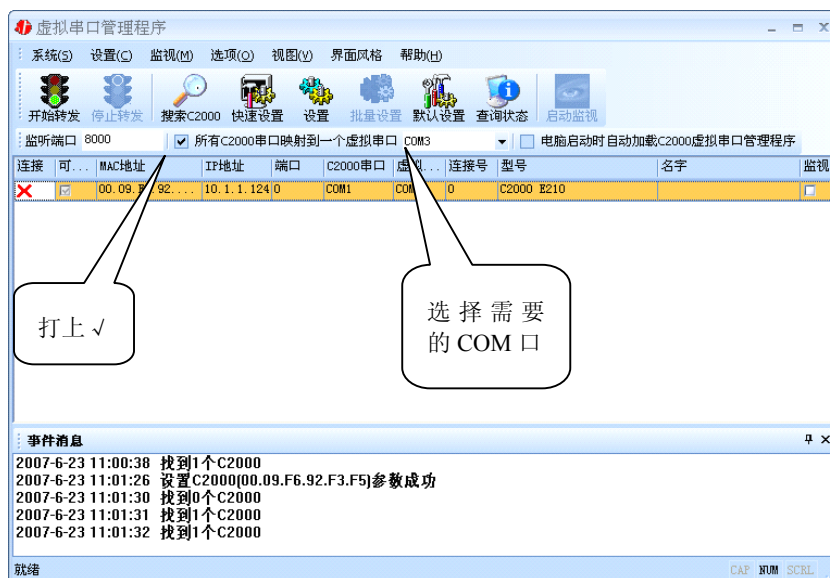 虚拟串口管理程序
系统(S) 设置(C) 监视(M) 选项(O) 视图(V) 界面风格 帮助(H)
开始转发 停止转发 搜索C2000 快速设置 设置 批量设置 默认设置 查询状态 启动监视
监听端口 8000 所有C2000串口映射到一个虚拟串口 COM3 电脑启动时自动加载C2000虚拟串口管理程序
连接 可... MAC地址 IP地址 端口 C2000串口 虚拟... 连接号 型号 名字 监视
00.09. 92.... 10.1.1.124 0 COM1 0 C2000 E210
打上√
选择需要
的COM口
事件消息
2007-6-23 11:00:38 找到1个C2000
2007-6-23 11:01:26 设置C2000(00.09.F6.92.F3.F5)参数成功
2007-6-23 11:01:30 找到0个C2000
2007-6-23 11:01:31 找到1个C2000
2007-6-23 11:01:32 找到1个C2000
就绪 CAP NUM SCRL